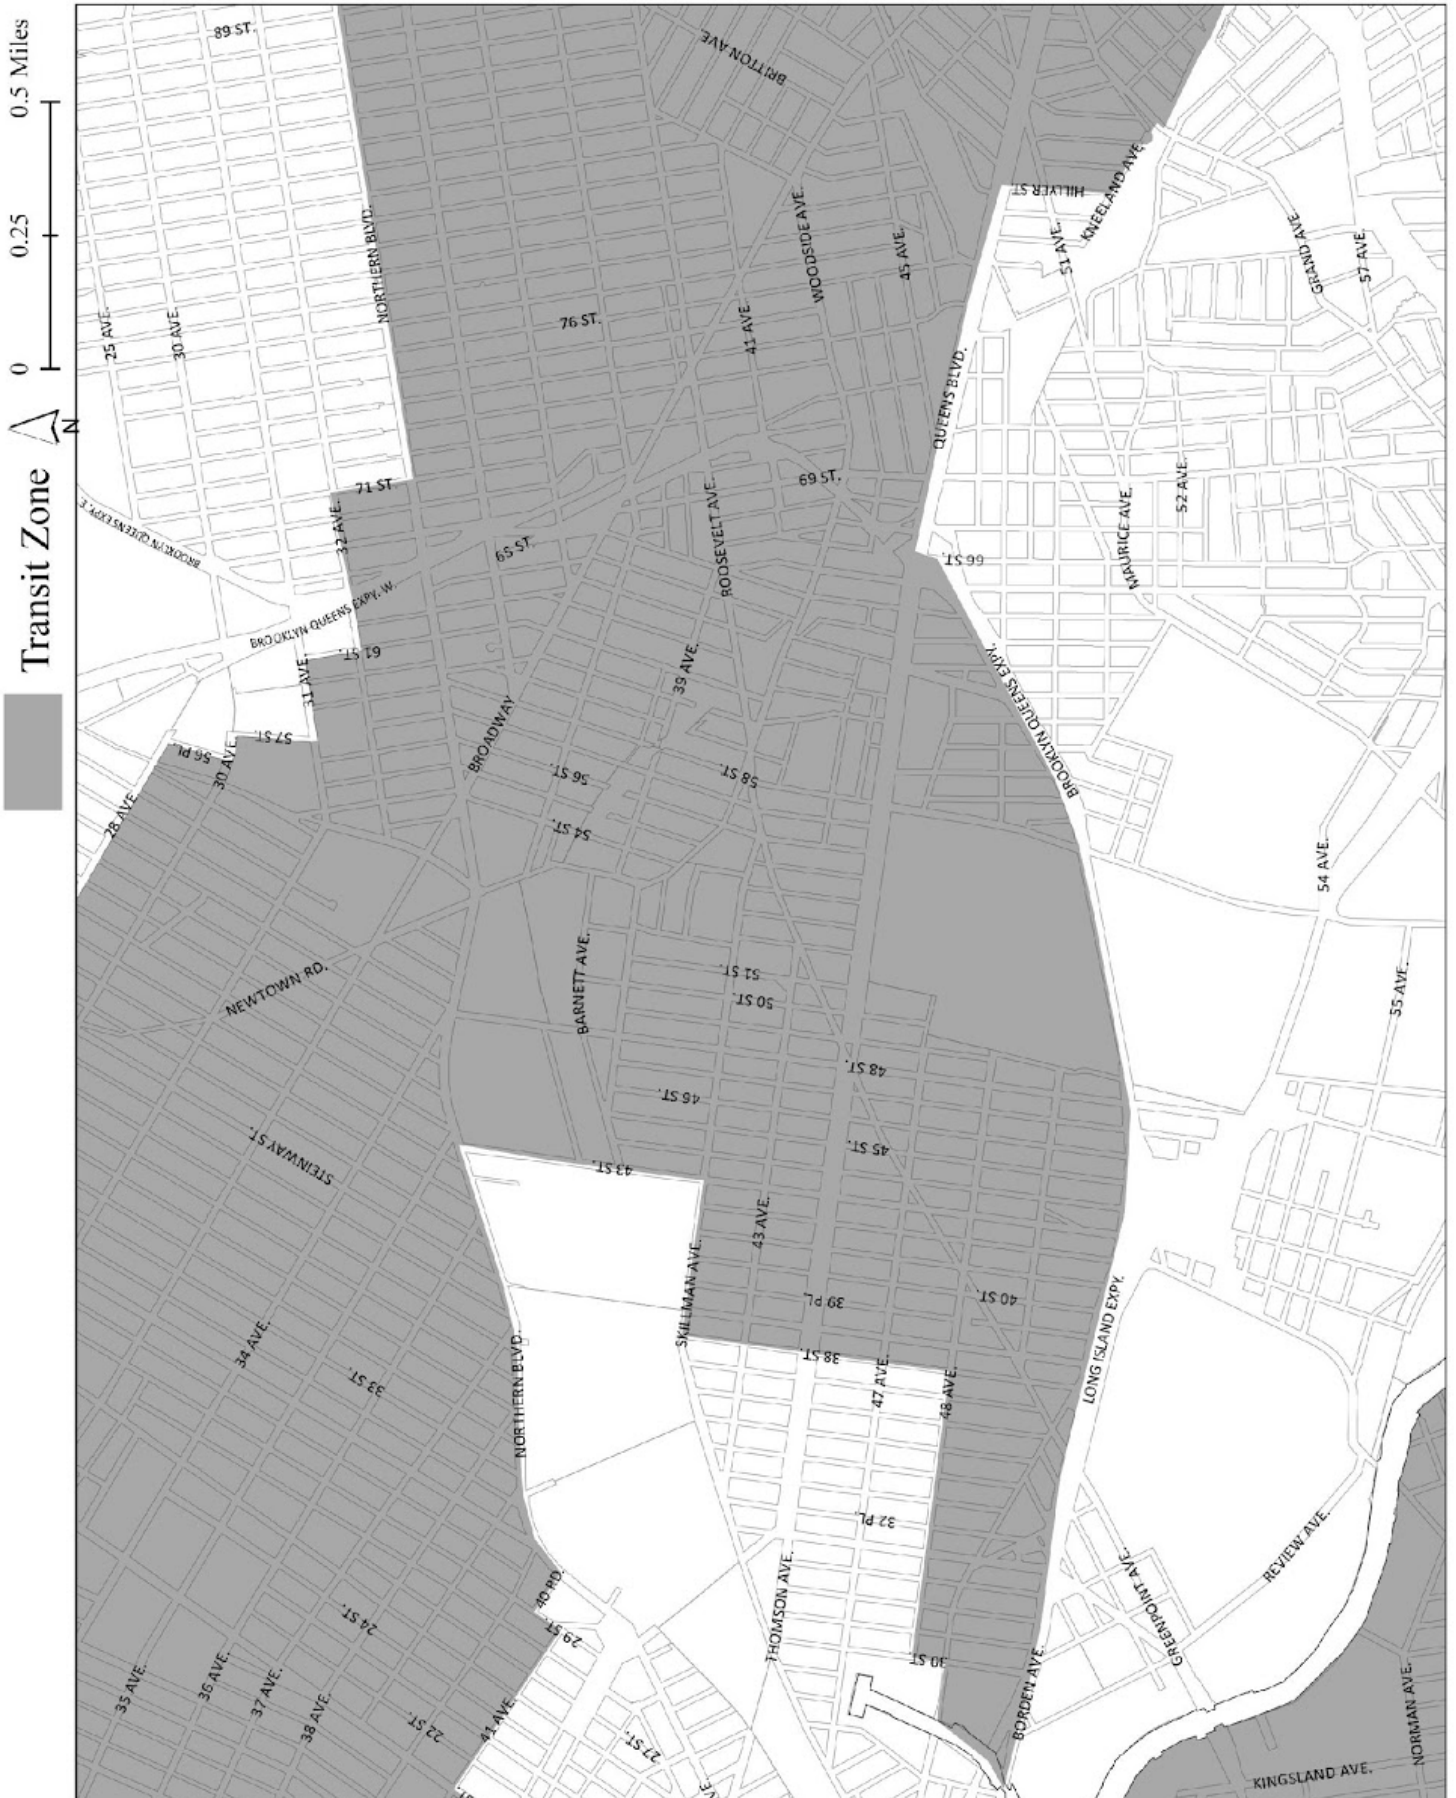 Transit Zone
N
0 0.25 0.5 Miles
89 ST.
BRITTON AVE.
25 AVE.
30 AVE.
NORTHERN BLVD.
76 ST.
41 AVE.
WOODSIDE AVE.
45 AVE.
HILLYER ST.
51 AVE.
KNEELAND AVE.
GRAND AVE.
57 AVE.
QUEENS BLVD.
BROOKLYN QUEENS EXPY. E.
32 AVE.
71 ST.
65 ST.
ROOSEVELT AVE.
69 ST.
66 ST.
MAURICE AVE.
52 AVE.
BROOKLYN QUEENS EXPY. W.
61 ST.
31 AVE.
39 AVE.
BROOKLYN QUEENS EXPY.
28 AVE.
56 PL.
30 AVE.
57 ST.
BROADWAY
56 ST.
54 ST.
58 ST.
54 AVE.
NEWTOWN RD.
BARNETT AVE.
51 ST.
50 ST.
55 AVE.
STEINWAY ST.
46 ST.
48 ST.
45 ST.
43 ST.
43 AVE.
SKILLMAN AVE.
39 PL.
40 ST.
LONG ISLAND EXPY.
34 AVE.
33 ST.
NORTHERN BLVD.
38 ST.
47 AVE.
48 AVE.
32 PL.
THOMSON AVE.
GREENPOINT AVE.
REVIEW AVE.
35 AVE.
36 AVE.
37 AVE.
38 AVE.
24 ST.
22 ST.
41 AVE.
40 RD.
29 ST.
27 ST.
30 ST.
BORDEN AVE.
KINGSLAND AVE.
NORMAN AVE.